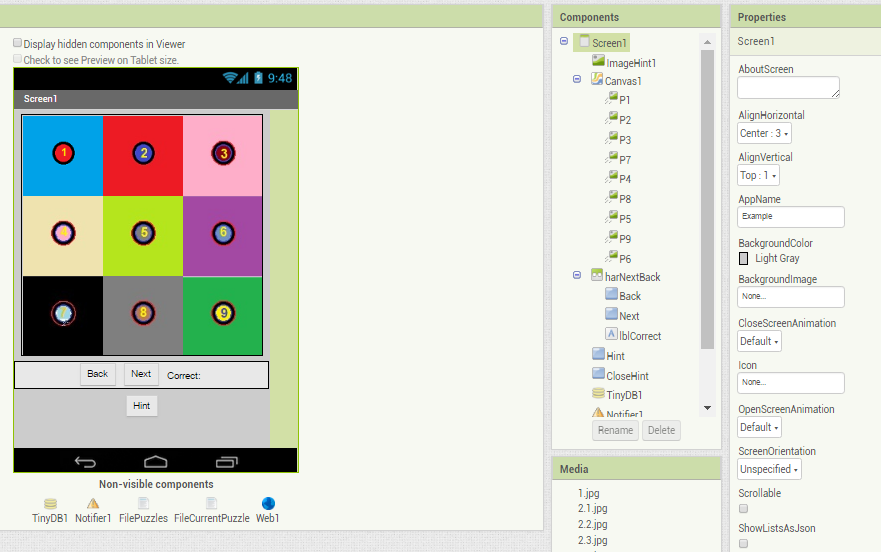 Display hidden components in Viewer
Check to see Preview on Tablet size.
9:48
Screen1
1
2
3
4
5
6
7
8
9
Back
Next
Correct:
Hint
Non-visible components
TinyDB1
Notifier1
FilePuzzles
FileCurrentPuzzle
Web1
Components
Screen1
ImageHint1
Canvas1
P1
P2
P3
P7
P4
P8
P5
P9
P6
harNextBack
Back
Next
lblCorrect
Hint
CloseHint
TinyDB1
Notifier1
Rename
Delete
Media
1.jpg
2.1.jpg
2.2.jpg
2.3.jpg
Properties
Screen1
AboutScreen
AlignHorizontal
Center : 3
AlignVertical
Top : 1
AppName
Example
BackgroundColor
Light Gray
BackgroundImage
None...
CloseScreenAnimation
Default
Icon
None...
OpenScreenAnimation
Default
ScreenOrientation
Unspecified
Scrollable
ShowListsAsJson